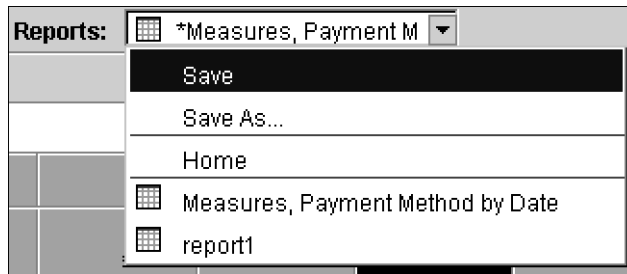 Reports: *Measures, Payment M
Save
Save As...
Home
Measures, Payment Method by Date
report1